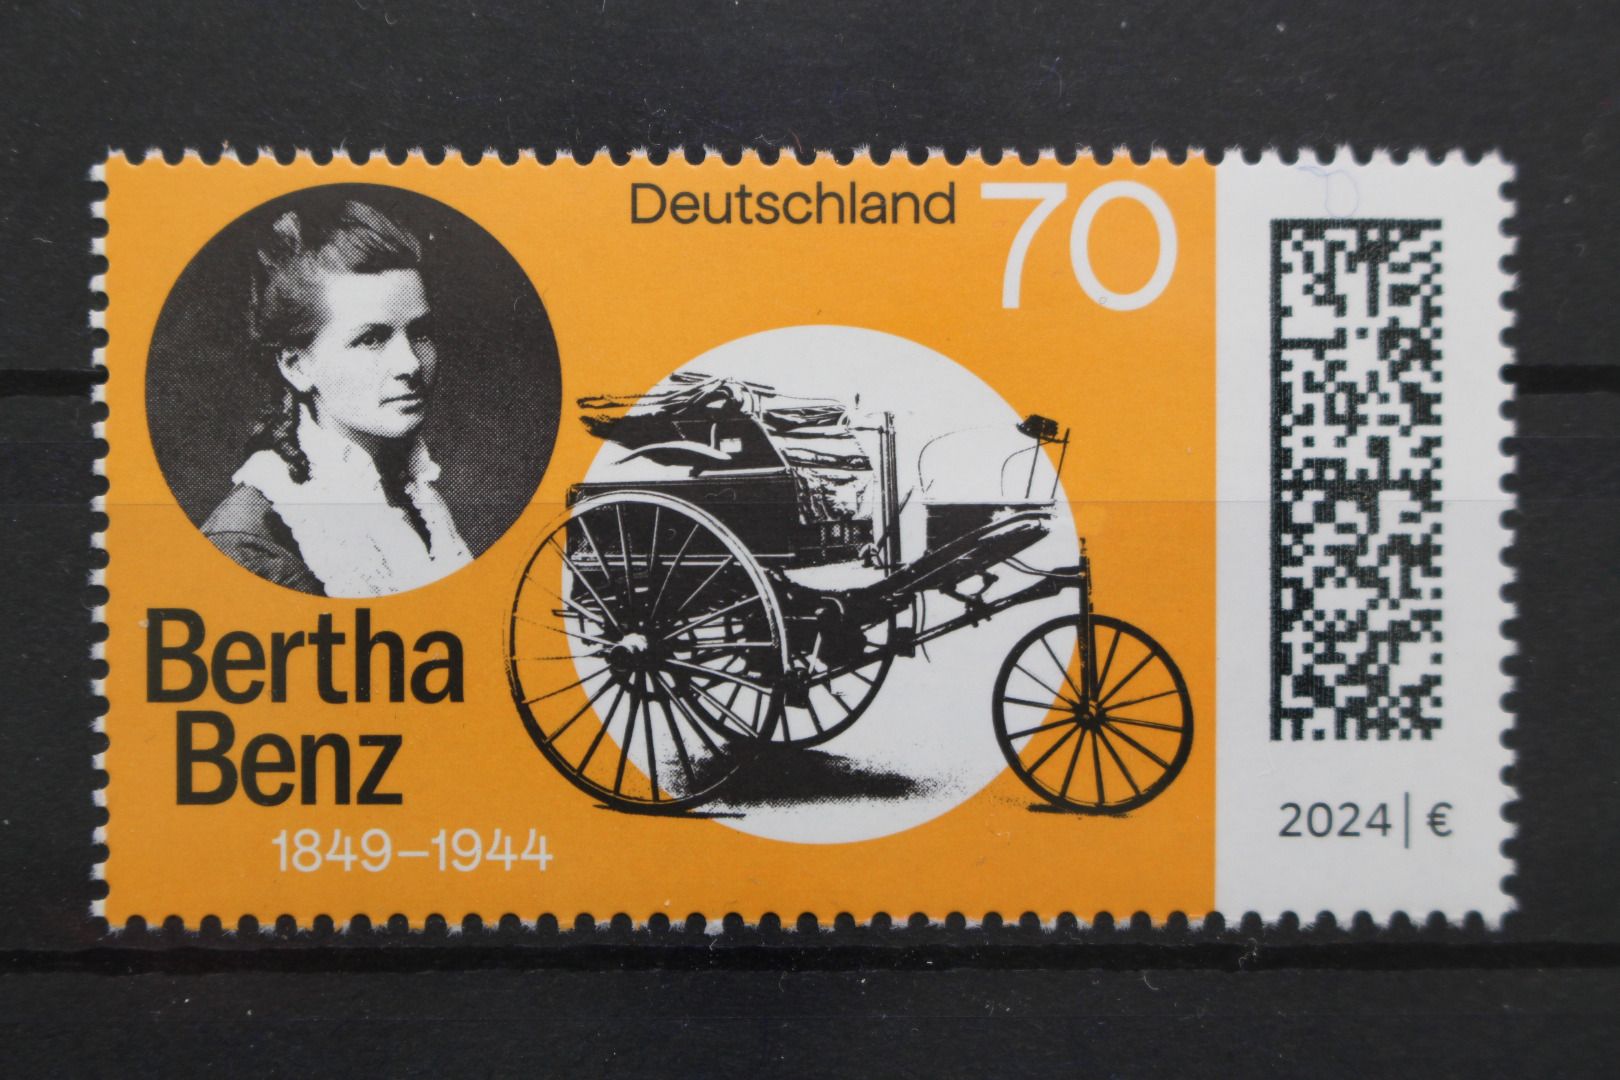 Deutschland 70
Bertha
Benz
1849–1944
2024 | €